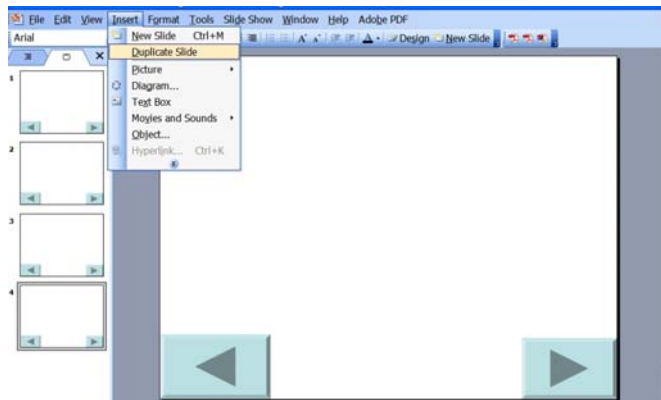 File Edit View Insert Format Tools Slide Show Window Help Adobe PDF
Arial
Design New Slide
New Slide Ctrl+M
Duplicate Slide
Picture
Diagram...
Text Box
Movies and Sounds
Object...
Hyperlink... Ctrl+K
1
2
3
4